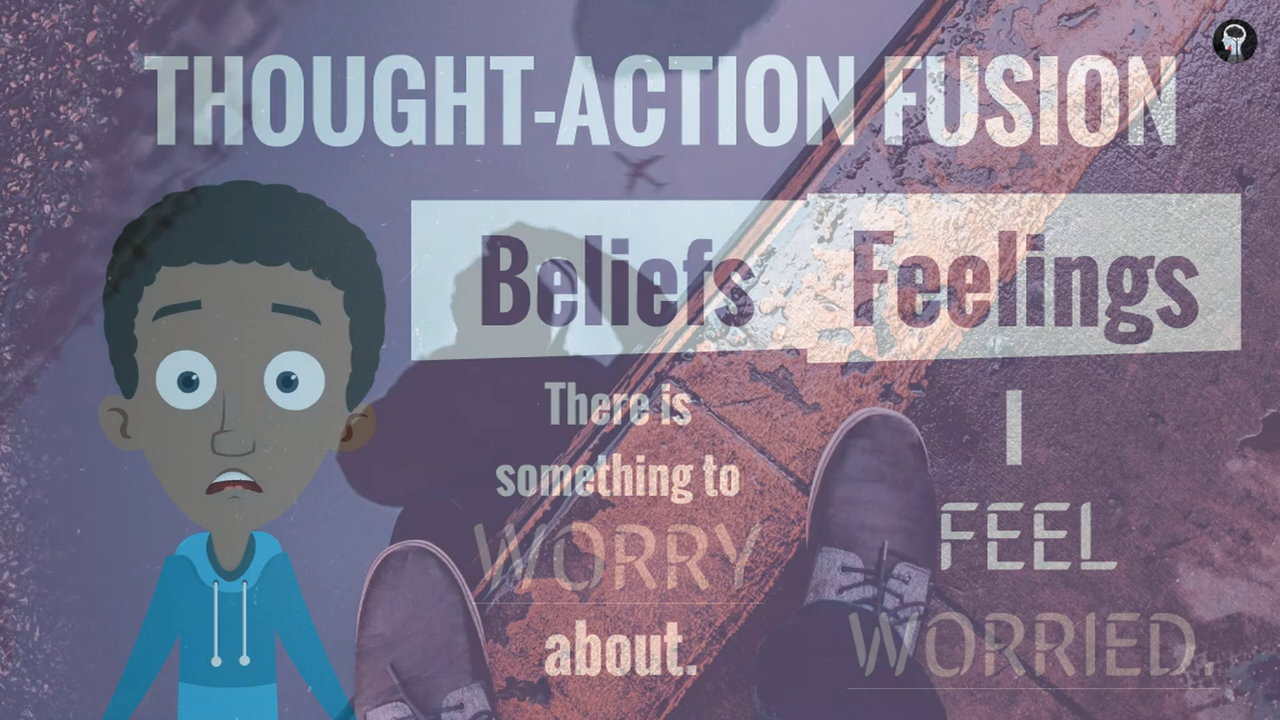 THOUGHT-ACTION FUSION
Beliefs
There is
something to
WORRY
about.
Feelings
I
FEEL
WORRIED.